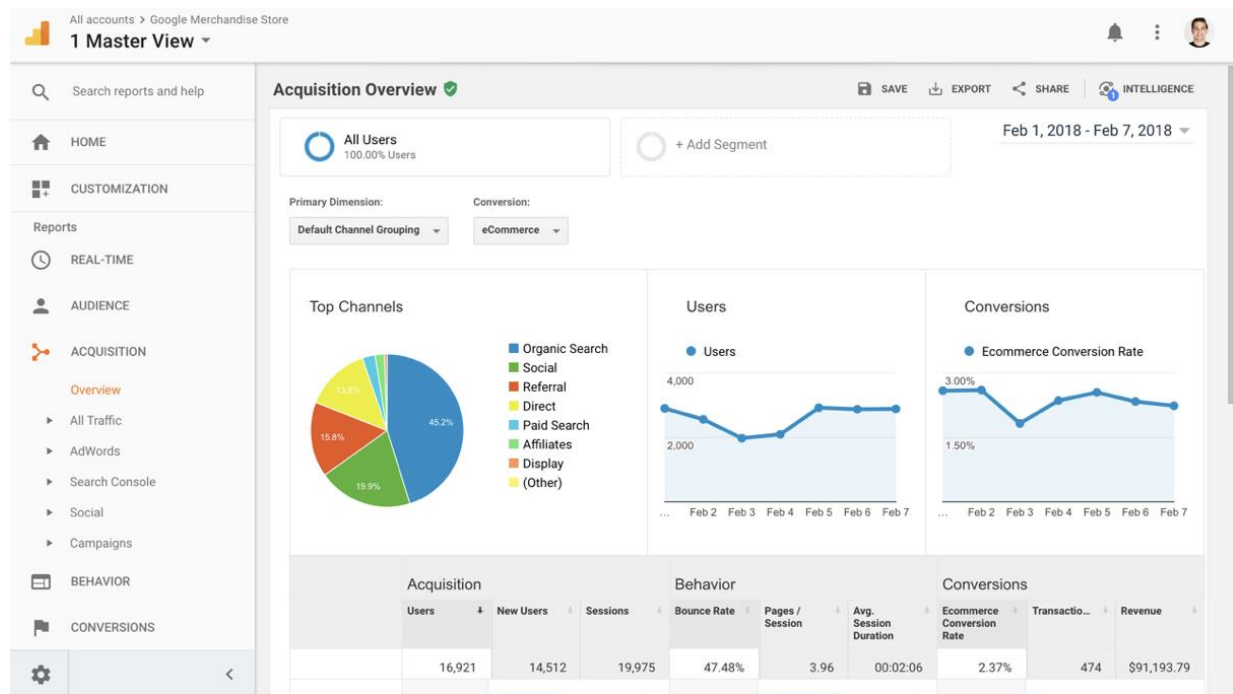 All accounts > Google Merchandise Store
1 Master View
Search reports and help
HOME
CUSTOMIZATION
Reports
REAL-TIME
AUDIENCE
ACQUISITION
Overview
All Traffic
AdWords
Search Console
Social
Campaigns
BEHAVIOR
CONVERSIONS
Acquisition Overview
SAVE
EXPORT
SHARE
1
INTELLIGENCE
All Users
100.00% Users
+ Add Segment
Feb 1, 2018 - Feb 7, 2018
Primary Dimension:
Conversion:
Default Channel Grouping
eCommerce
Top Channels
45.2%
19.9%
15.8%
13.8%
Organic Search
Social
Referral
Direct
Paid Search
Affiliates
Display
(Other)
Users
Users
4,000
2,000
... Feb 2 Feb 3 Feb 4 Feb 5 Feb 6 Feb 7
Conversions
Ecommerce Conversion Rate
3.00%
1.50%
... Feb 2 Feb 3 Feb 4 Feb 5 Feb 6 Feb 7
Acquisition
Behavior
Conversions
Users
New Users
Sessions
Bounce Rate
Pages /
Session
Avg.
Session
Duration
Ecommerce
Conversion
Rate
Transactio...
Revenue
16,921 14,512 19,975 47.48% 3.96 00:02:06 2.37% 474 $91,193.79